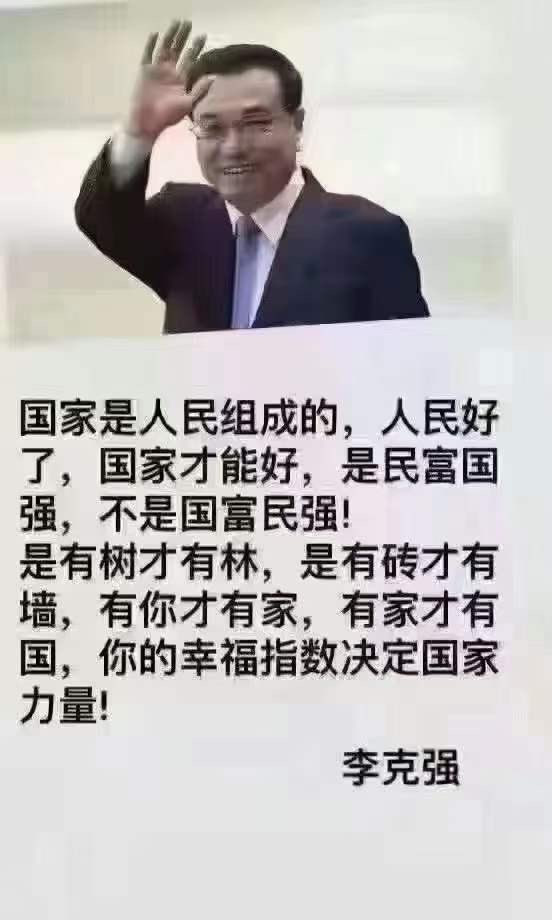 国家是人民组成的，人民好
了，国家才能好，是民富国
强，不是国富民强!
是有树才有林，是有砖才有
墙，有你才有家，有家才有
国，你的幸福指数决定国家
力量!
李克强